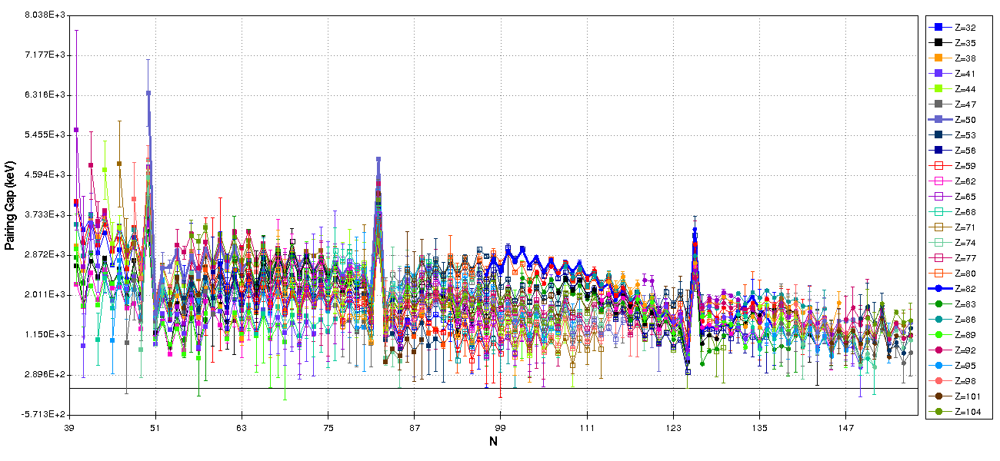 8.038E+3
7.177E+3
6.316E+3
5.455E+3
4.594E+3
3.733E+3
2.872E+3
2.011E+3
1.150E+3
2.896E+2
-5.713E+2
Pairing Gap (keV)
39 51 63 75 87 99 111 123 135 147
N
Z=32
Z=35
Z=38
Z=41
Z=44
Z=47
Z=50
Z=53
Z=56
Z=59
Z=62
Z=65
Z=68
Z=71
Z=74
Z=77
Z=80
Z=82
Z=83
Z=86
Z=89
Z=92
Z=95
Z=98
Z=101
Z=104